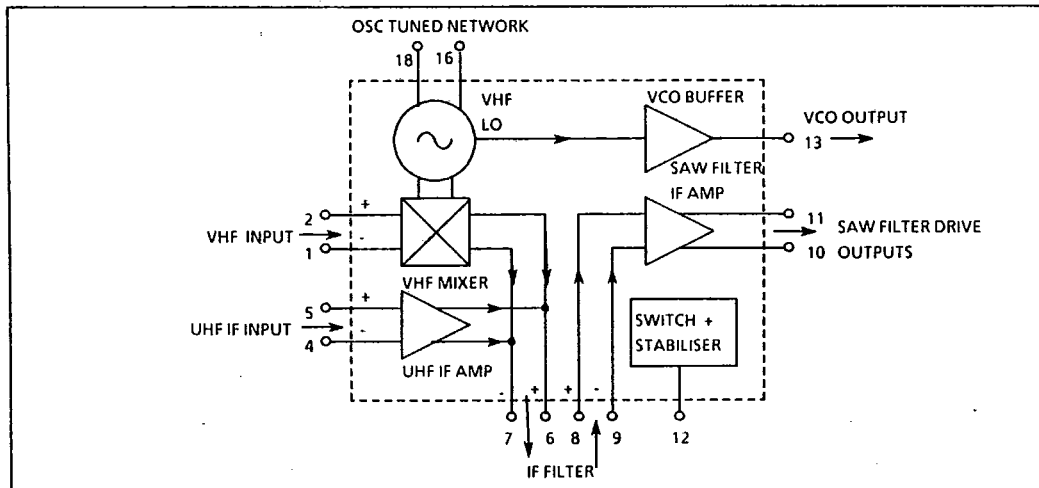 OSC TUNED NETWORK
18 16
VHF
LO
VCO BUFFER
VCO OUTPUT
13
SAW FILTER
IF AMP
2 +
VHF INPUT -
1
VHF MIXER
11
SAW FILTER DRIVE
10 OUTPUTS
5 +
UHF IF INPUT -
4
UHF IF AMP
SWITCH +
STABILISER
- + + -
7 6 8 9 12
IF FILTER